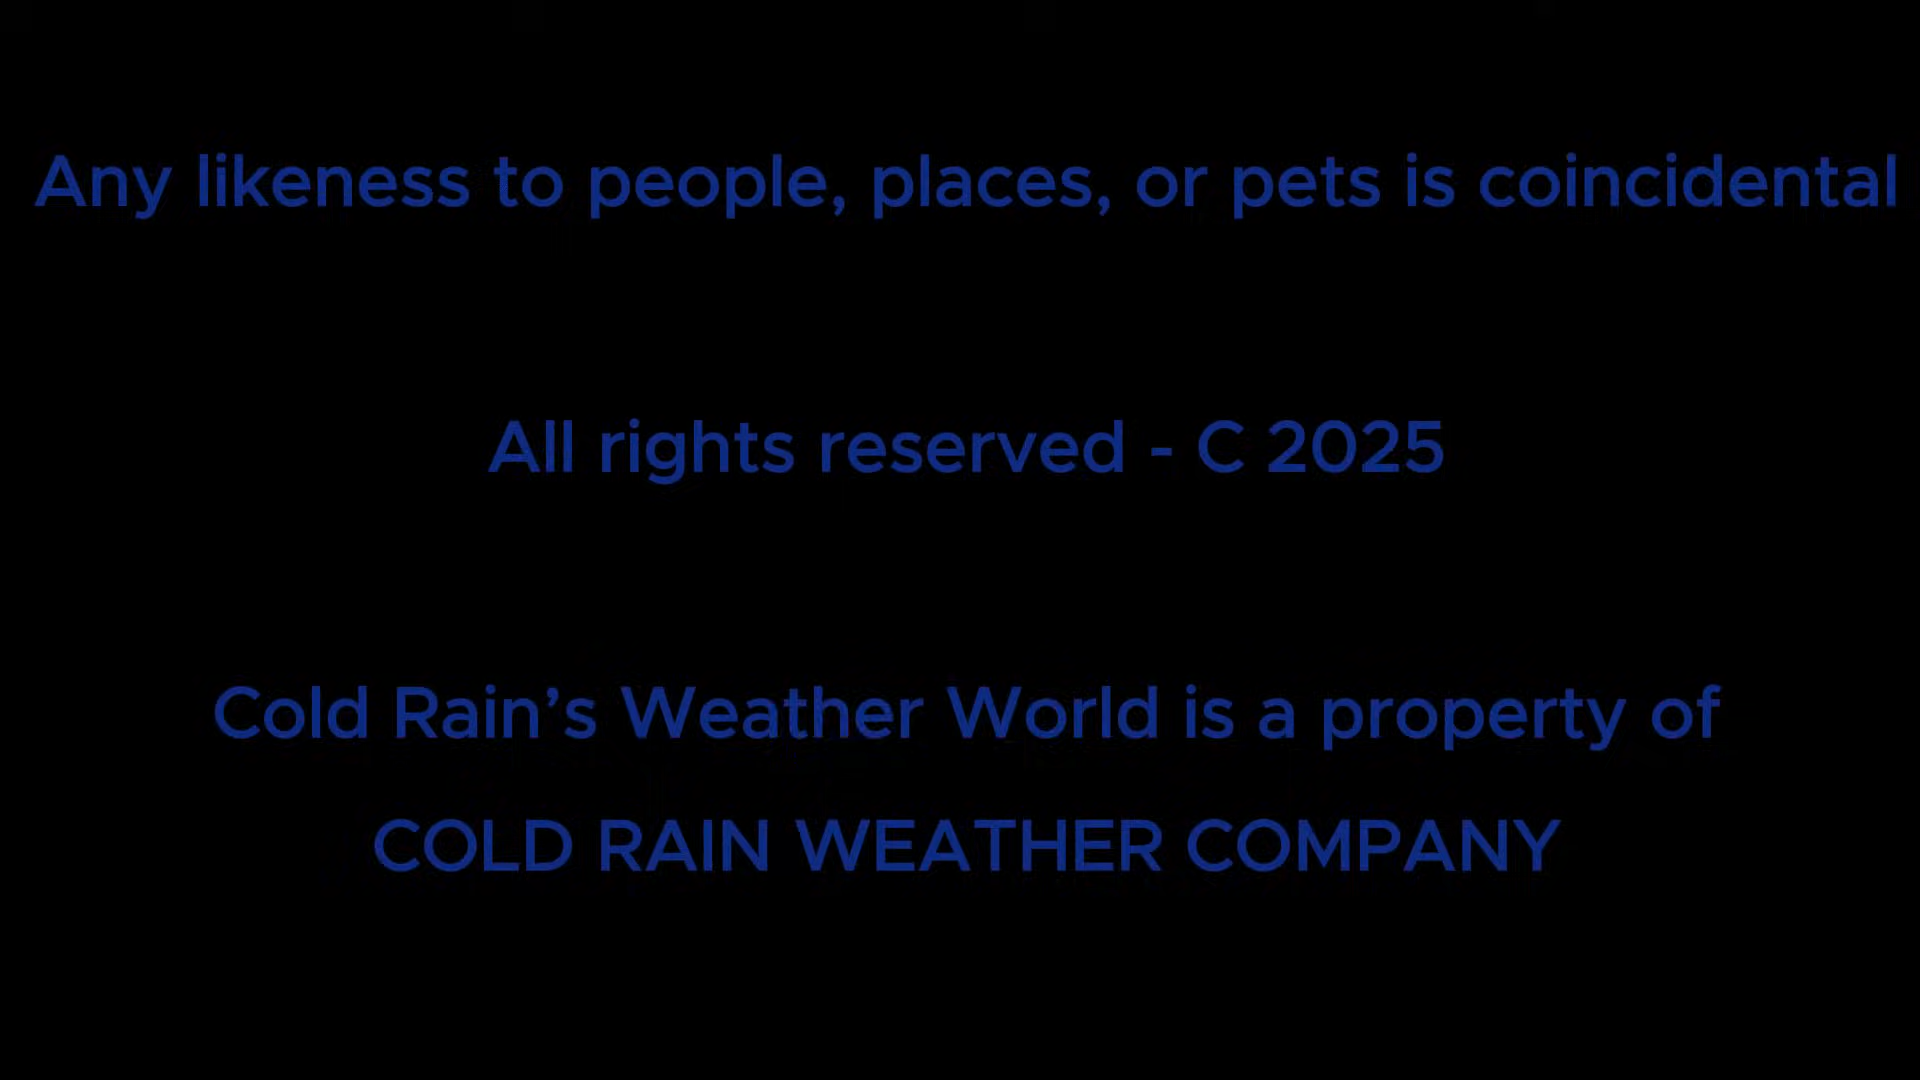 Any likeness to people, places, or pets is coincidental
All rights reserved - C 2025
Cold Rain’s Weather World is a property of
COLD RAIN WEATHER COMPANY